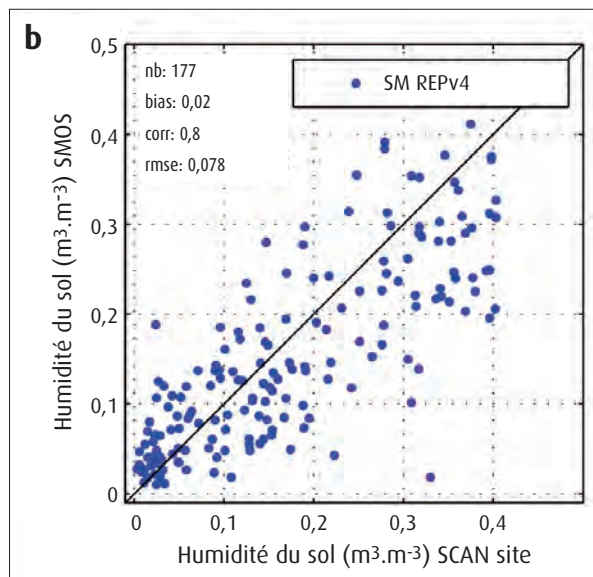 b
0,5
nb: 177
bias: 0,02
corr: 0,8
rmse: 0,078
SM REPv4
0,4
0,3
0,2
0,1
0
Humidité du sol (m³.m-³) SMOS
0 0,1 0,2 0,3 0,4
Humidité du sol (m³.m-³) SCAN site